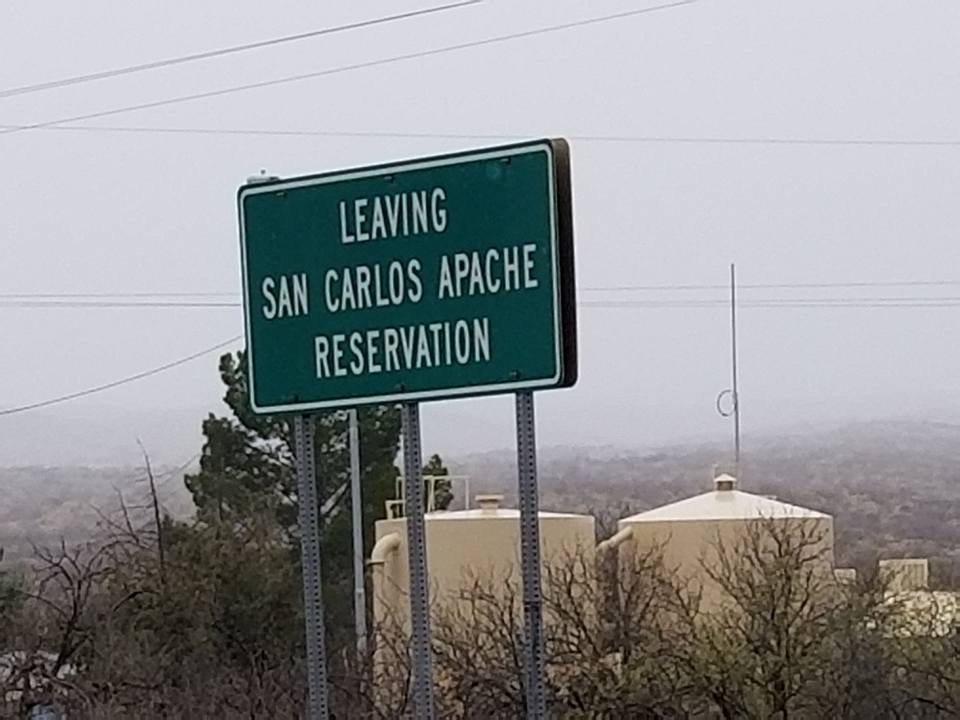 LEAVING
SAN CARLOS APACHE
RESERVATION